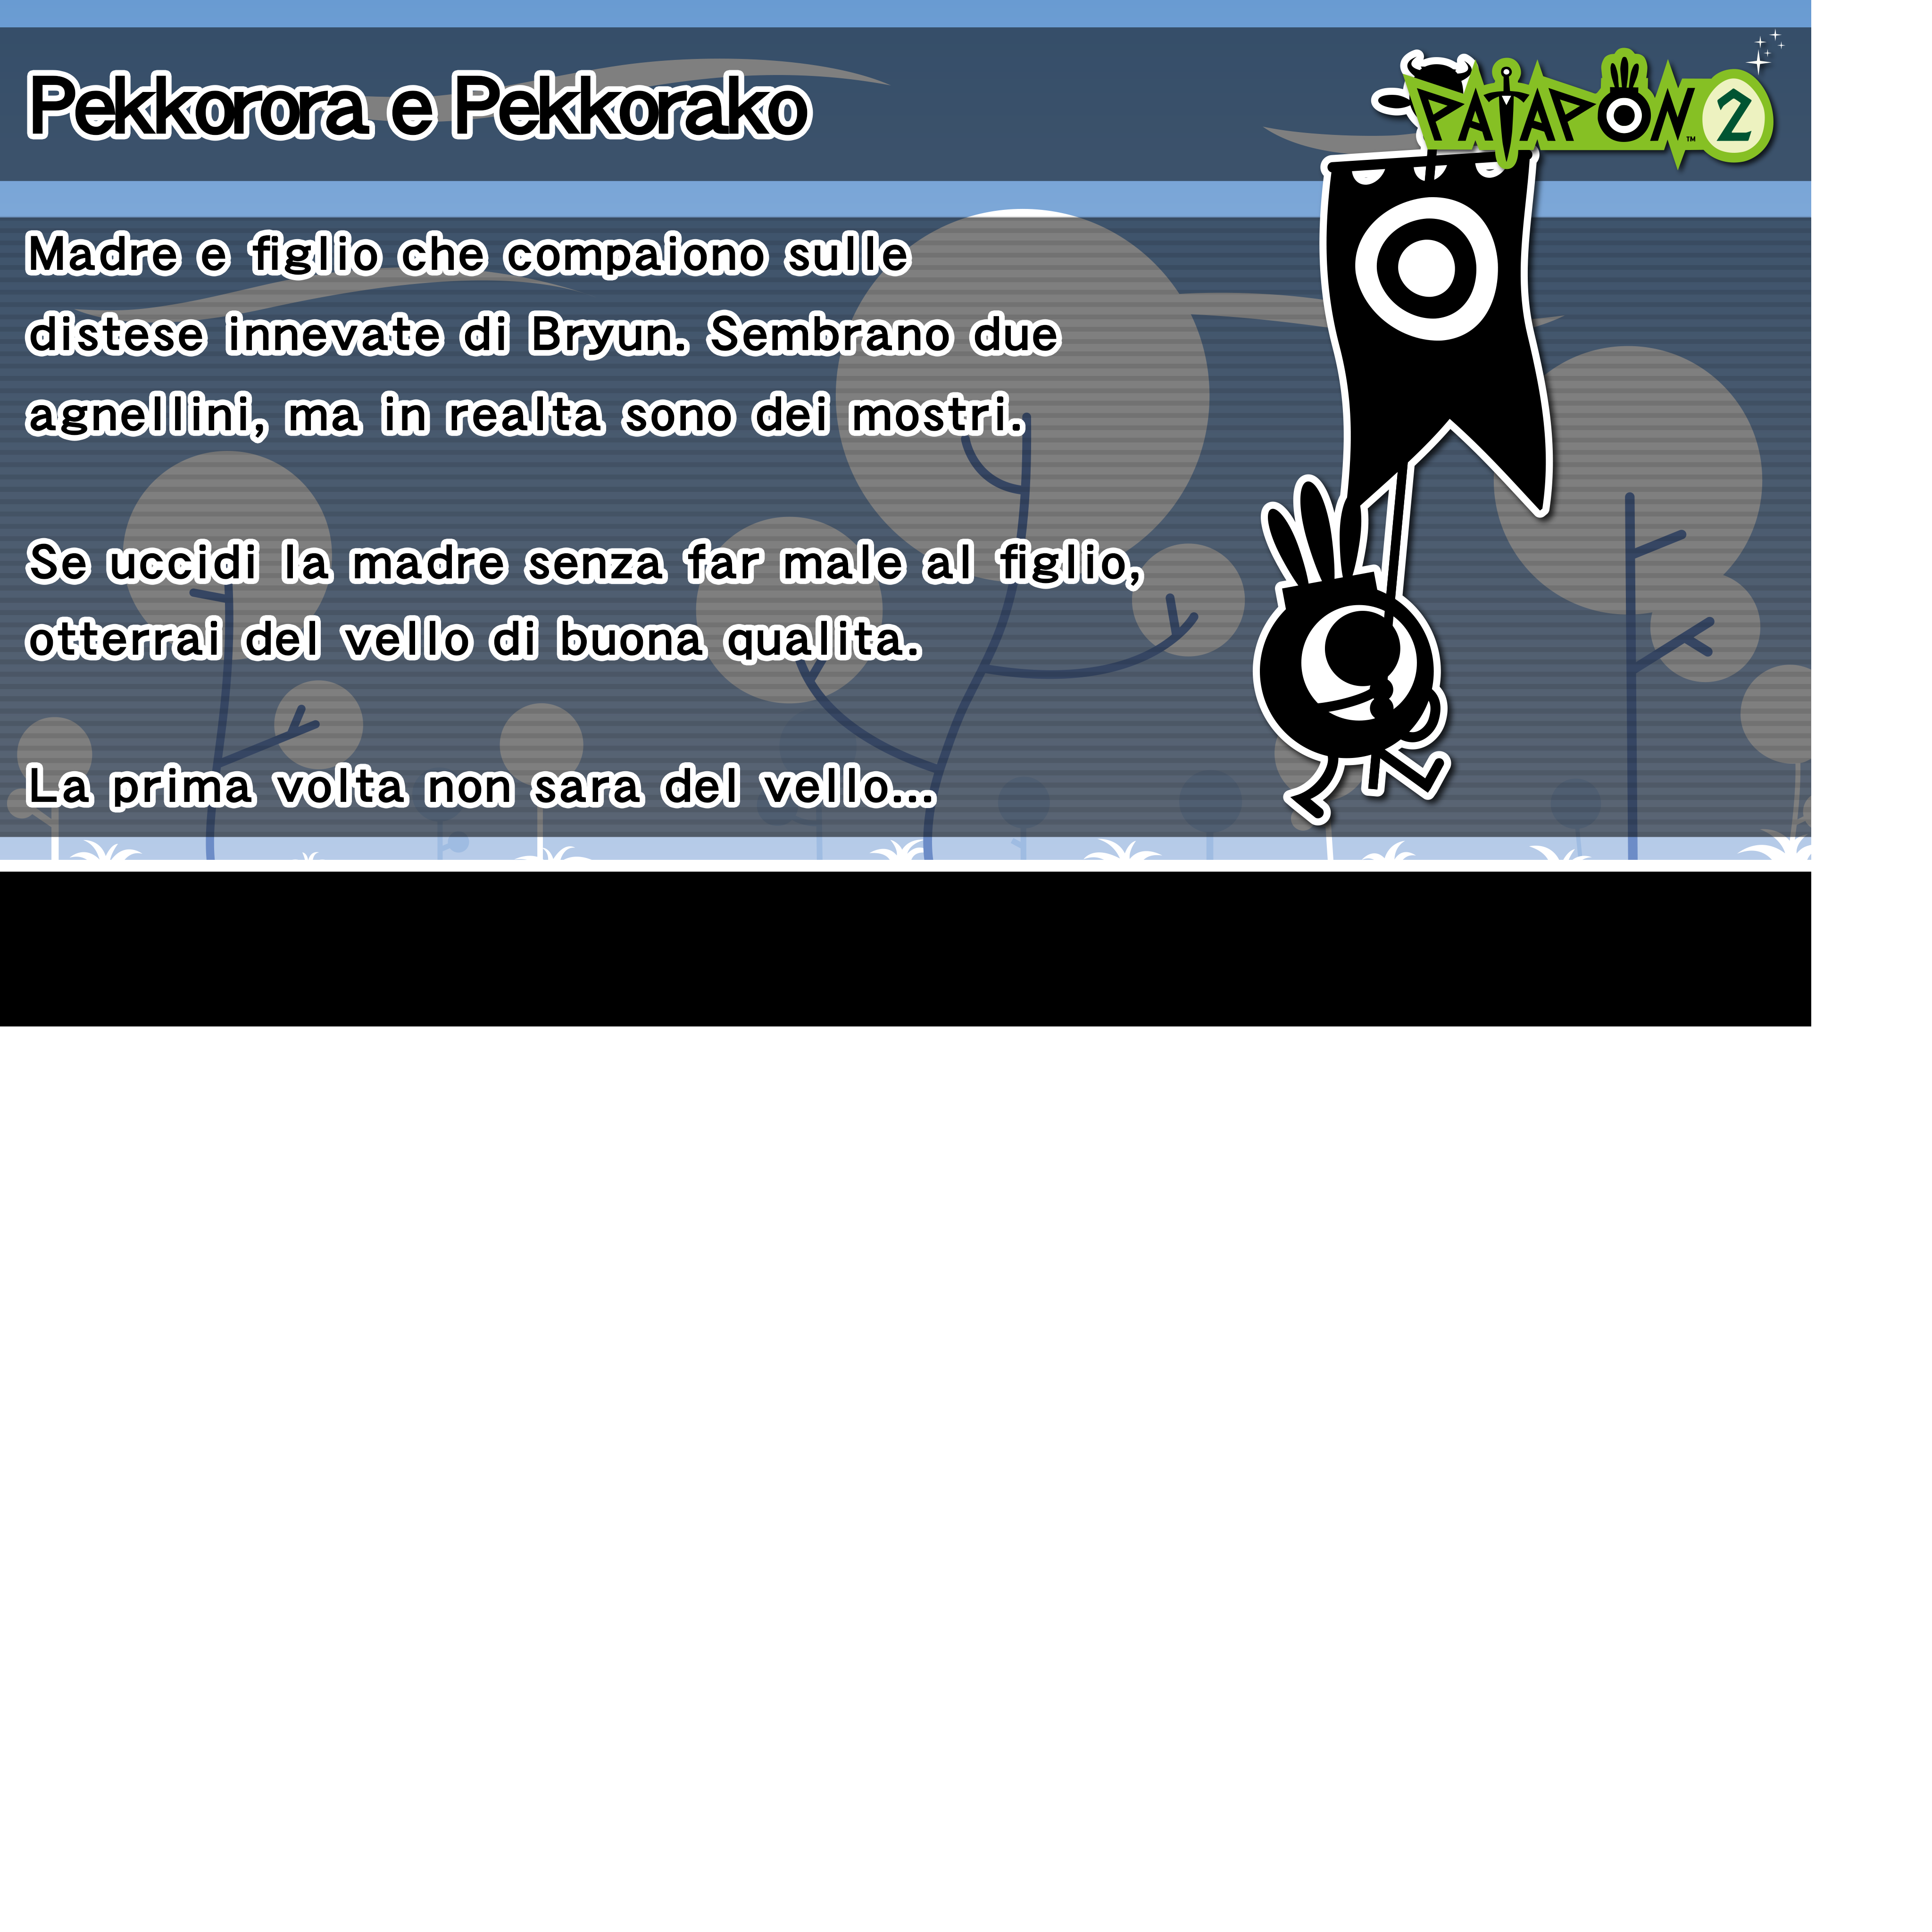 Pekkorora e Pekkorako
PATAPON™ 2
Madre e figlio che compaiono sulle
distese innevate di Bryun. Sembrano due
agnellini, ma in realta sono dei mostri.
Se uccidi la madre senza far male al figlio,
otterrai del vello di buona qualita.
La prima volta non sara del vello...